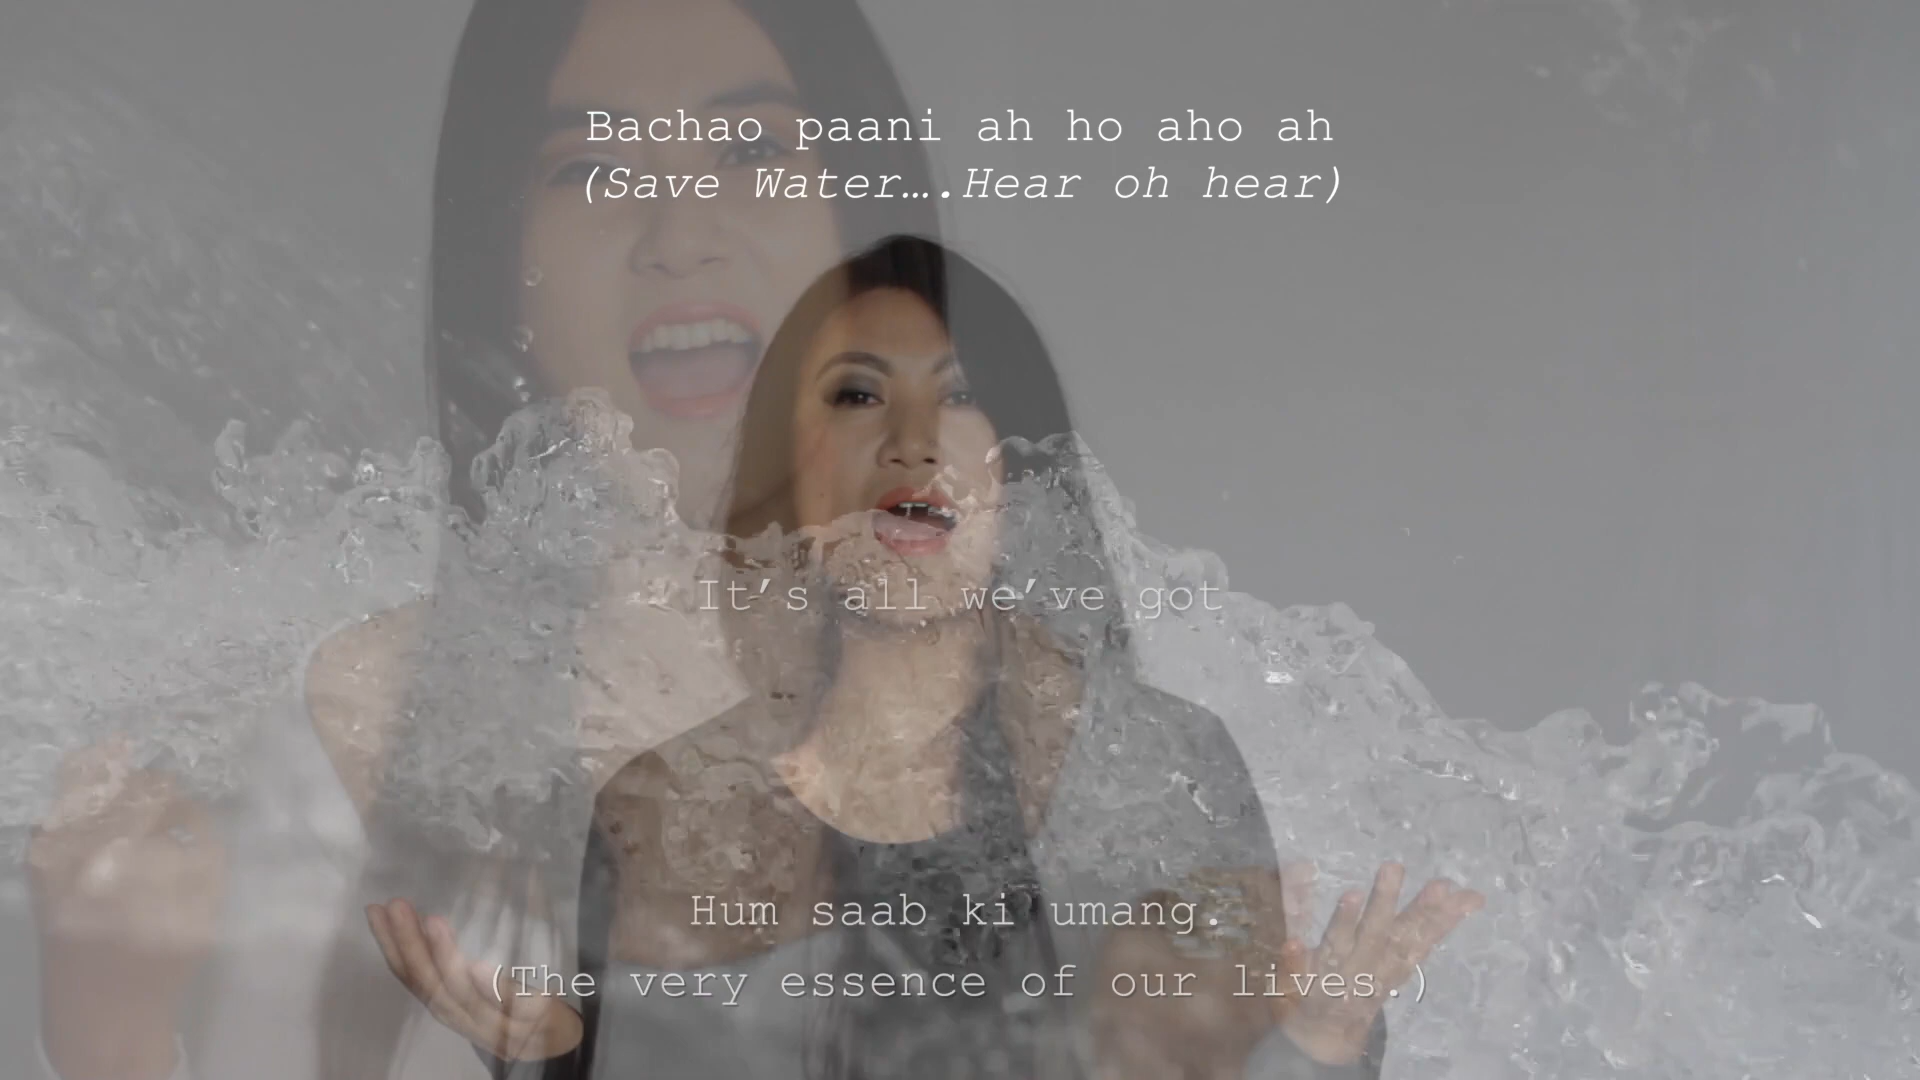 Bachao paani ah ho aho ah
(Save Water….Hear oh hear)
It’s all we’ve got
Hum saab ki umang.
(The very essence of our lives.)